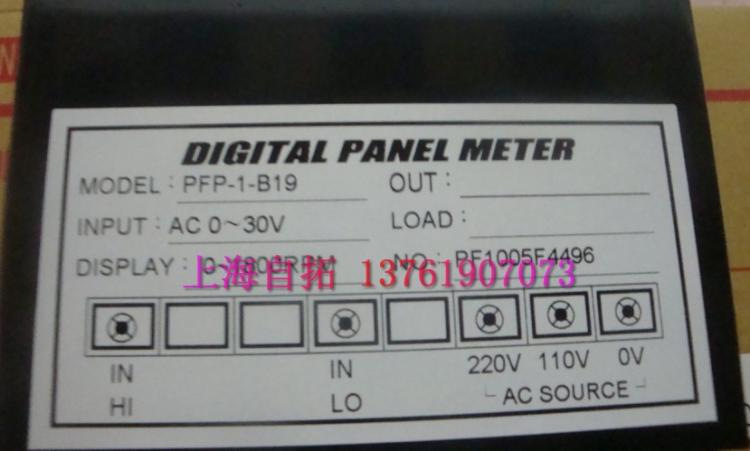 DIGITAL PANEL METER
MODEL : PFP-1-B19 OUT :
INPUT : AC 0~30V LOAD :
DISPLAY : NO. : PF1005F4496
上海自拓 13761907073
220V 110V 0V
IN IN
HI LO AC SOURCE